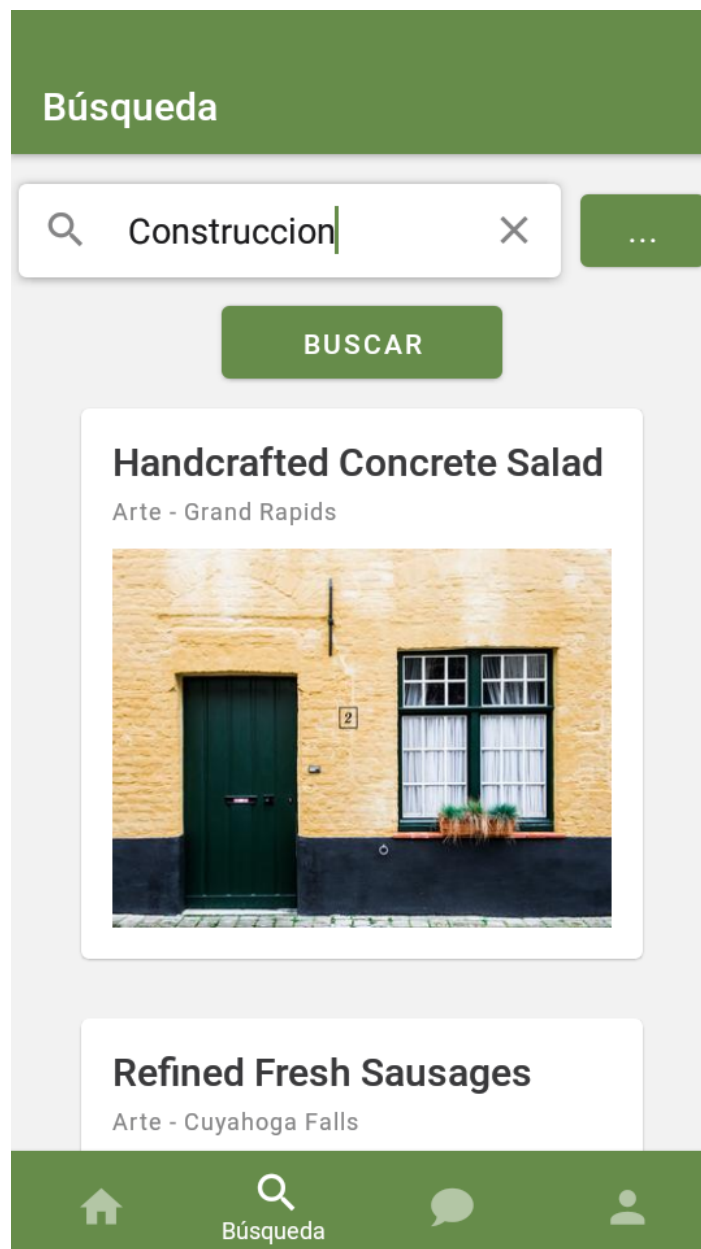 Búsqueda
Construccion
...
BUSCAR
Handcrafted Concrete Salad
Arte - Grand Rapids
2
Refined Fresh Sausages
Arte - Cuyahoga Falls
Búsqueda